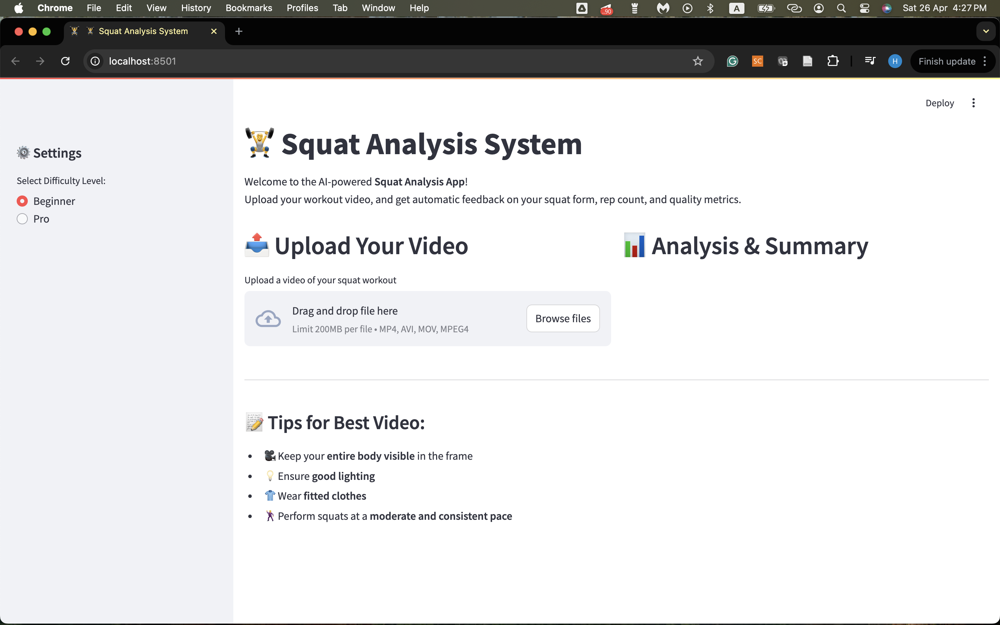 Chrome File Edit View History Bookmarks Profiles Tab Window Help ..90 A Sat 26 Apr 4:27 PM
Squat Analysis System
localhost:8501 SC H Finish update
Deploy
Settings
Select Difficulty Level:
Beginner
Pro
Squat Analysis System
Welcome to the AI-powered Squat Analysis App!
Upload your workout video, and get automatic feedback on your squat form, rep count, and quality metrics.
Upload Your Video
Upload a video of your squat workout
Drag and drop file here
Limit 200MB per file • MP4, AVI, MOV, MPEG4
Browse files
Analysis & Summary
Tips for Best Video:
• Keep your entire body visible in the frame
• Ensure good lighting
• Wear fitted clothes
• Perform squats at a moderate and consistent pace